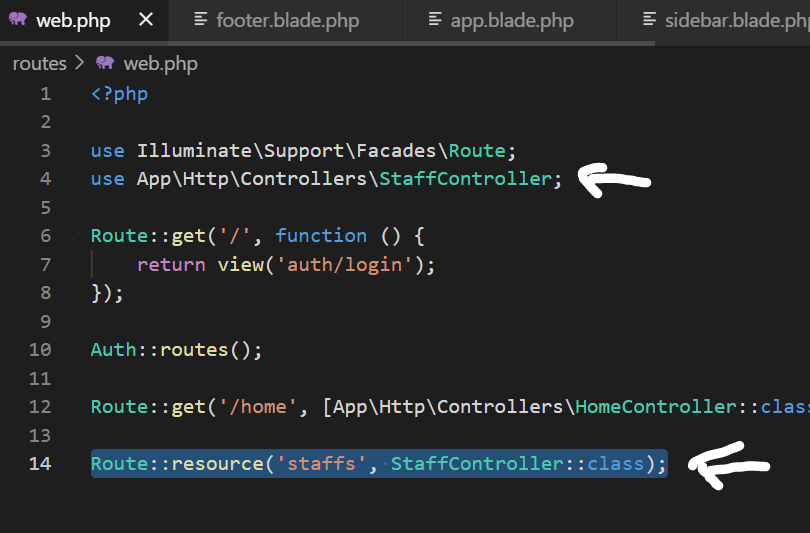 web.php × footer.blade.php app.blade.php sidebar.blade.php
routes > web.php
1 <?php
2
3 use Illuminate\Support\Facades\Route;
4 use App\Http\Controllers\StaffController;
5
6 Route::get('/', function () {
7 return view('auth/login');
8 });
9
10 Auth::routes();
11
12 Route::get('/home', [App\Http\Controllers\HomeController::class
13
14 Route::resource('staffs', StaffController::class);